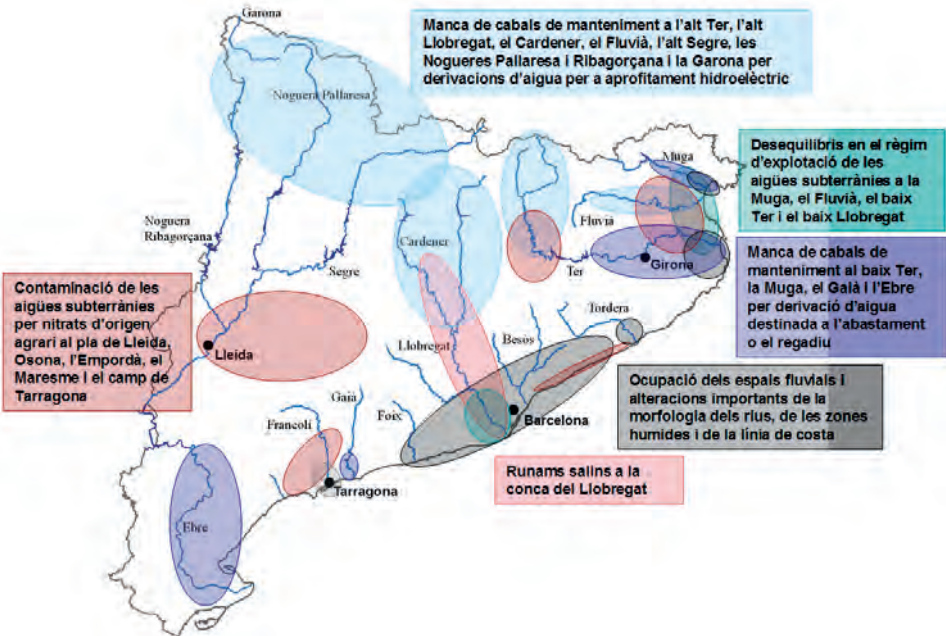 Garona
Manca de cabals de manteniment a l'alt Ter, l'alt
Llobregat, el Cardener, el Fluvià, l'alt Segre, les
Nogueres Pallaresa i Ribagorçana i la Garona per
derivacions d'aigua per a aprofitament hidroelèctric
Noguera Pallaresa
Muga
Desequilibris en el règim
d'explotació de les
aigües subterrànies a la
Muga, el Fluvià, el baix
Ter i el baix Llobregat
Noguera
Ribagorçana
Fluvià
Cardener
Segre
Ter
Girona
Manca de cabals de
manteniment al baix Ter,
la Muga, el Gaià i l'Ebre
per derivació d'aigua
destinada a l'abastament
o el regadiu
Contaminació de les
aigües subterrànies
per nitrats d'origen
agrari al pla de Lleida,
Osona, l'Empordà, el
Maresme i el camp de
Tarragona
Lleida
Tordera
Llobregat
Besòs
Ocupació dels espais fluvials i
alteracions importants de la
morfologia dels rius, de les zones
humides i de la línia de costa
Gaià
Foix
Francolí
Barcelona
Runams salins a la
conca del Llobregat
Tarragona
Ebre